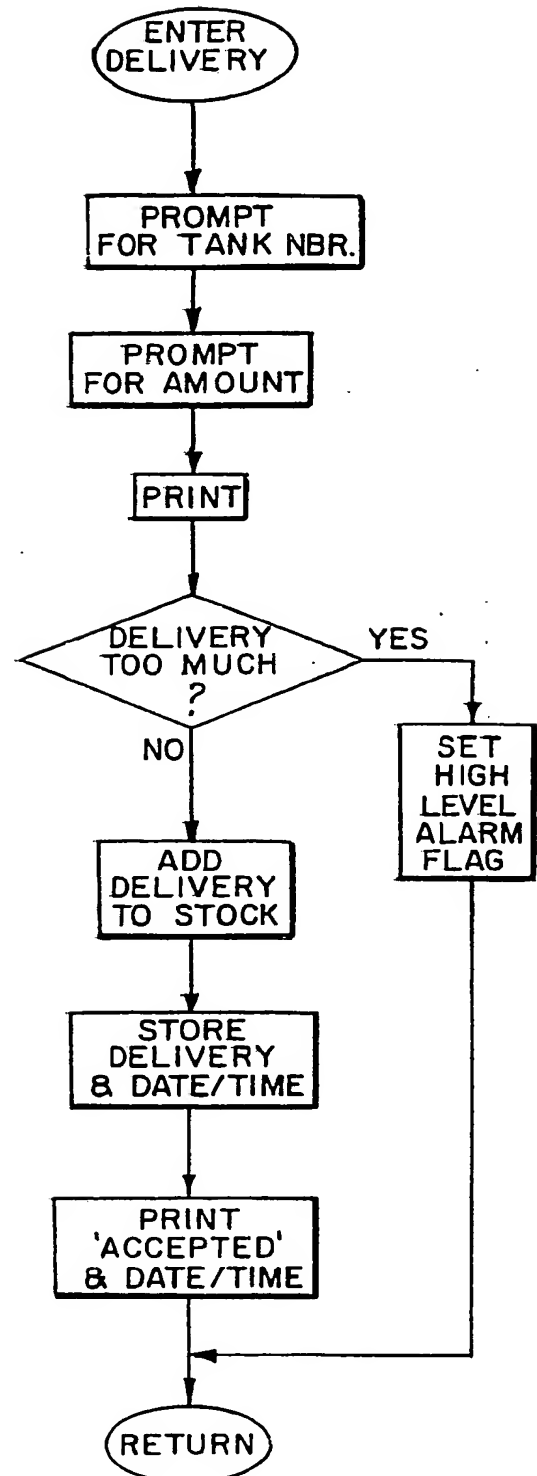 ENTER
DELIVERY
PROMPT
FOR TANK NBR.
PROMPT
FOR AMOUNT
PRINT
DELIVERY
TOO MUCH
?
YES
NO
SET
HIGH
LEVEL
ALARM
FLAG
ADD
DELIVERY
TO STOCK
STORE
DELIVERY
& DATE/TIME
PRINT
'ACCEPTED'
& DATE/TIME
RETURN